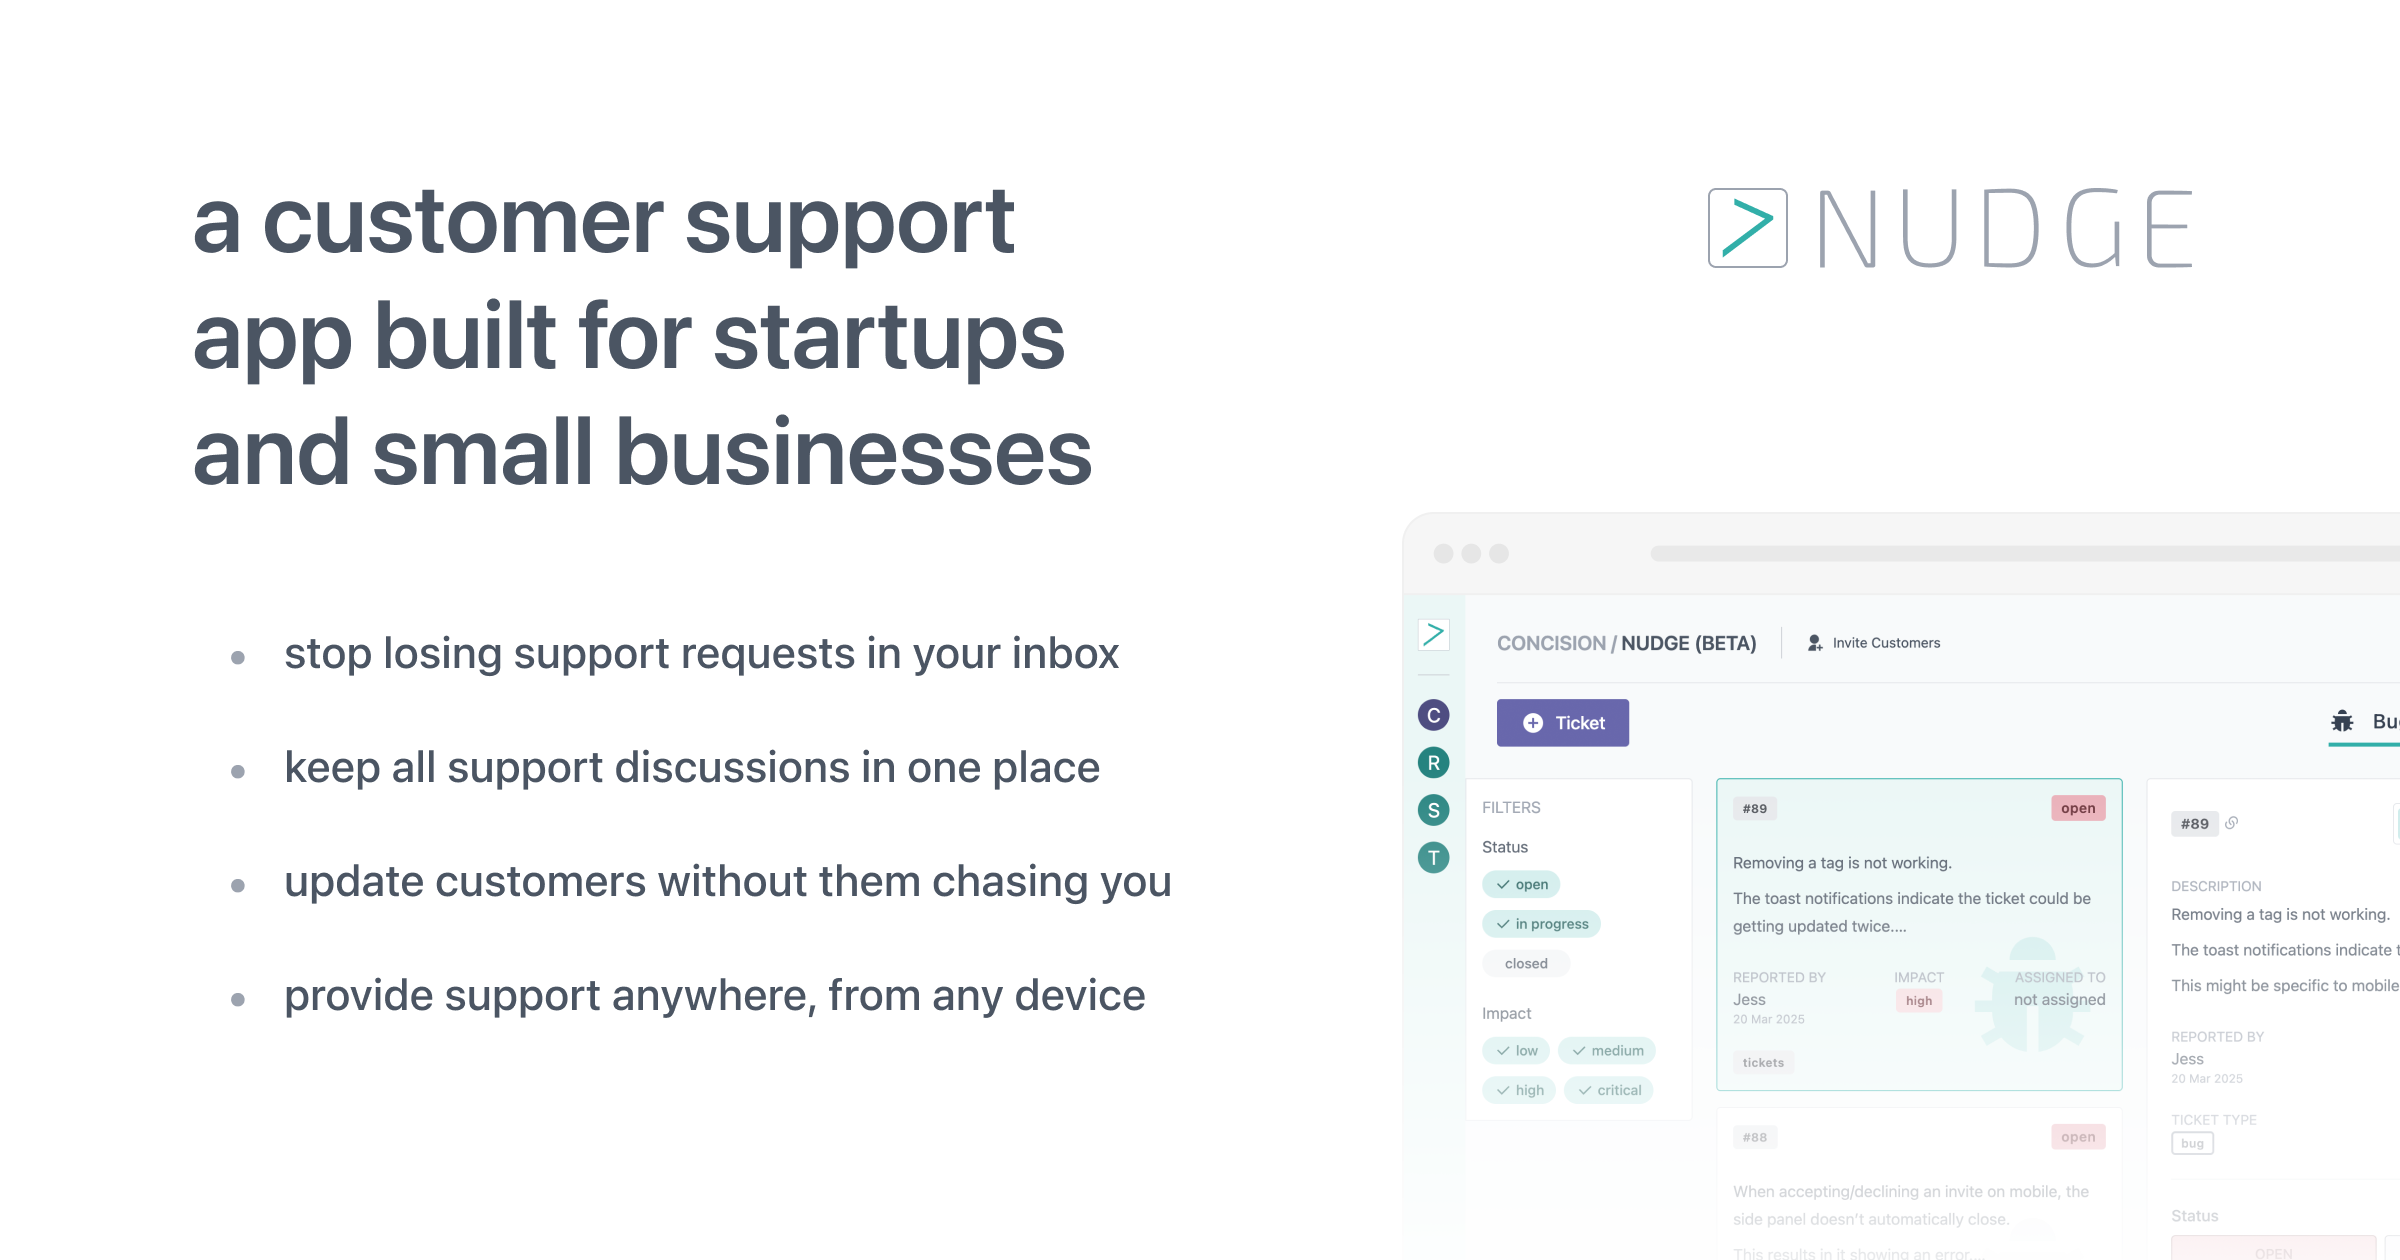 a customer support
app built for startups
and small businesses
stop losing support requests in your inbox
keep all support discussions in one place
update customers without them chasing you
provide support anywhere, from any device
NUDGE
CONCISION / NUDGE (BETA)
Invite Customers
C
R
S
T
Ticket
FILTERS
Status
open
in progress
closed
Impact
low medium
high critical
#89 open
Removing a tag is not working.
The toast notifications indicate the ticket could be
getting updated twice....
REPORTED BY IMPACT ASSIGNED TO
Jess high not assigned
20 Mar 2025
tickets
#88 open
When accepting/declining an invite on mobile, the
side panel doesn't automatically close.
This results in it showing an error....
#89
DESCRIPTION
Removing a tag is not working.
The toast notifications indicate
This might be specific to mobile
REPORTED BY
Jess
20 Mar 2025
TICKET TYPE
bug
Status
OPEN